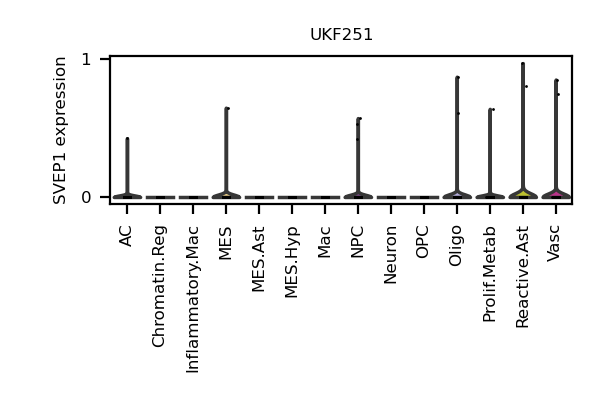 UKF251
SVEP1 expression
1
0
AC
Chromatin.Reg
Inflammatory.Mac
MES
MES.Ast
MES.Hyp
Mac
NPC
Neuron
OPC
Oligo
Prolif.Metab
Reactive.Ast
Vasc